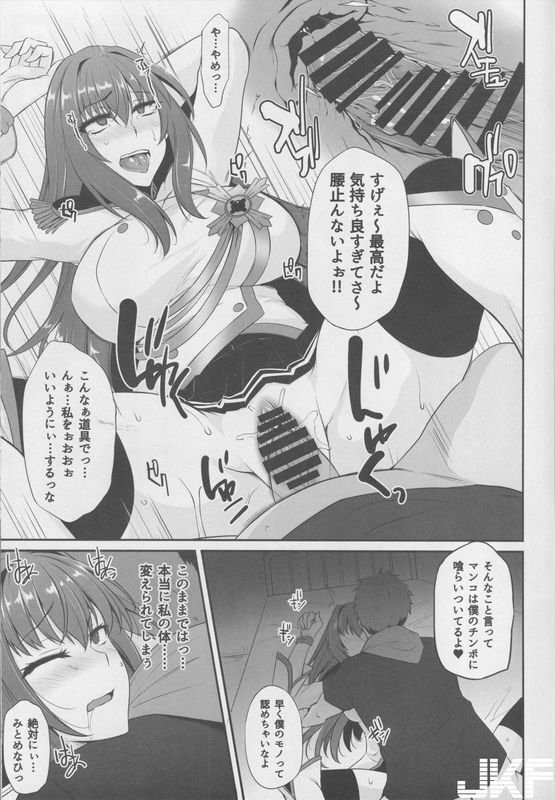 や…やめっ…
すげぇ～最高だよ
気持ち良すぎてさ～
腰止んないよぉ!!
こんなぁ道具でっ…
んぁ…私をぉおおぉ
いいようにぃ…するっな
そんなこと言って
マンコは僕のチンポに
喰らいついてるよ♥
早く僕のモノって
認めちゃいなよ
このままではっ…
本当に私の体……
変えられてしまぅ
絶対にぃ…
みとめなひっ
JKF